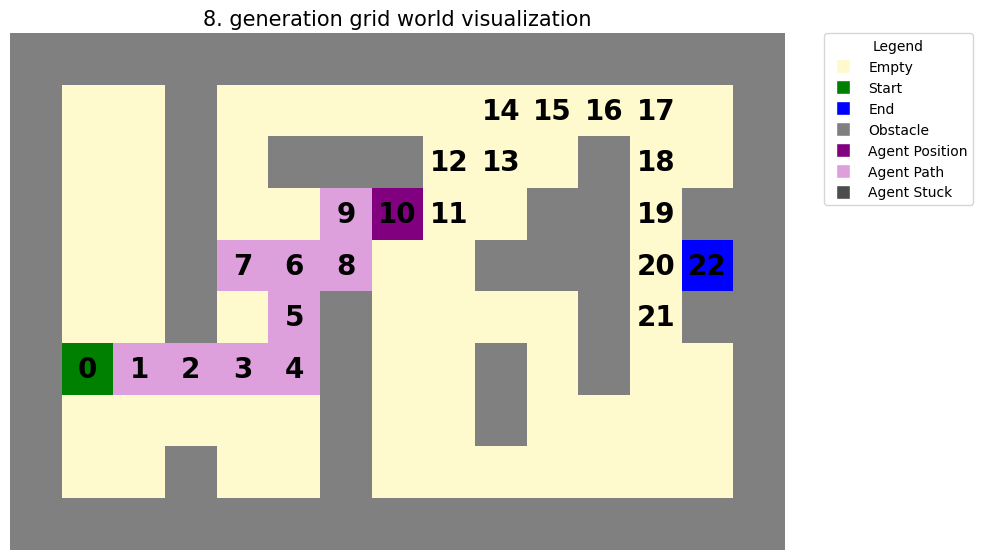 8. generation grid world visualization
Legend
Empty
Start
End
Obstacle
Agent Position
Agent Path
Agent Stuck
14 15 16 17
12 13 18
9 10 11 19
7 6 8 20 22
5 21
0 1 2 3 4